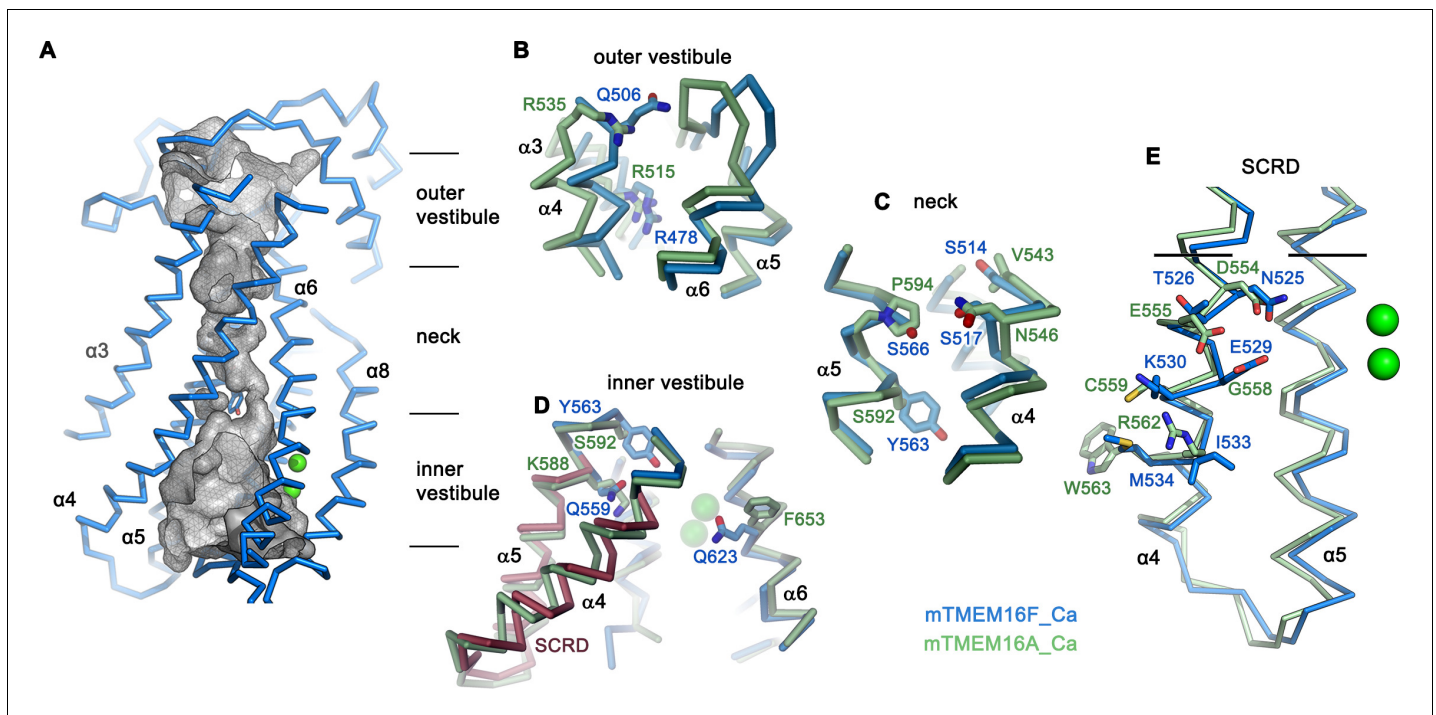 A
outer
vestibule
neck
inner
vestibule
α3
α4
α5
α6
α8
B
outer vestibule
R535
Q506
α3
R515
α4
R478
α5
α6
C
neck
S514
V543
P594
S566
S517
N546
α5
S592
Y563
α4
inner vestibule
D
Y563
S592
K588
Q559
F653
Q623
α5
α4
α6
SCRD
E
SCRD
T526
D554
N525
E555
E529
K530
C559
G558
R562
I533
W563
M534
α4
α5
mTMEM16F_Ca
mTMEM16A_Ca